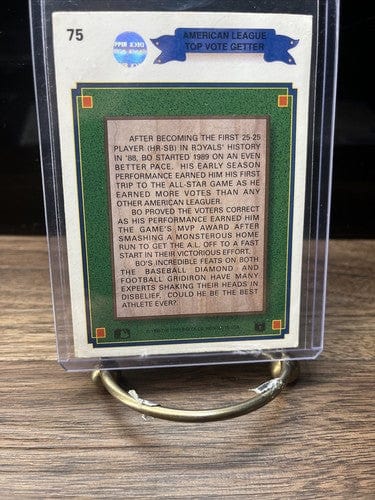 75
AMERICAN LEAGUE
TOP VOTE GETTER
AFTER BECOMING THE FIRST 25-25
PLAYER (HR-SB) IN ROYALS' HISTORY
IN '88, BO STARTED 1989 ON AN EVEN
BETTER PACE. HIS EARLY SEASON
PERFORMANCE EARNED HIM HIS FIRST
TRIP TO THE ALL-STAR GAME AS HE
EARNED MORE VOTES THAN ANY
OTHER AMERICAN LEAGUER.
BO PROVED THE VOTERS CORRECT
AS HIS PERFORMANCE EARNED HIM
THE GAME'S MVP AWARD AFTER
SMASHING A MONSTEROUS HOME
RUN TO GET THE A.L. OFF TO A FAST
START IN THEIR VICTORIOUS EFFORT.
BO'S INCREDIBLE FEATS ON BOTH
THE BASEBALL DIAMOND AND
FOOTBALL GRIDIRON HAVE MANY
EXPERTS SHAKING THEIR HEADS IN
DISBELIEF. COULD HE BE THE BEST
ATHLETE EVER?